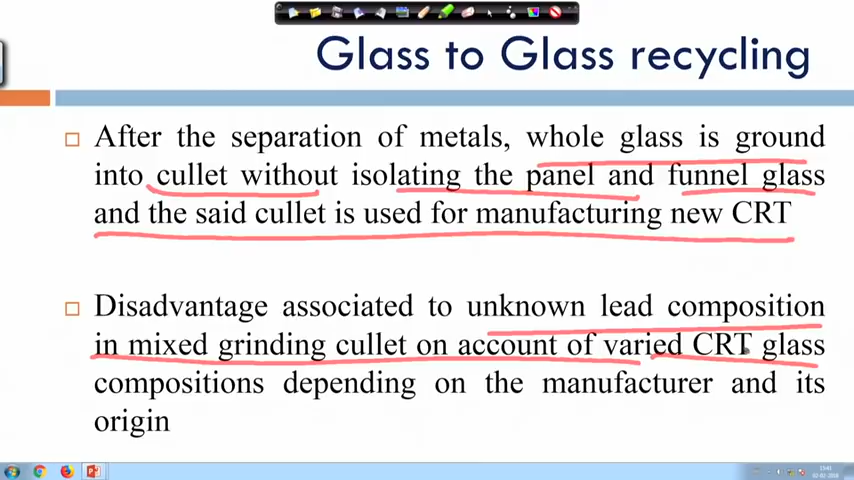 Glass to Glass recycling
After the separation of metals, whole glass is ground
into cullet without isolating the panel and funnel glass
and the said cullet is used for manufacturing new CRT
Disadvantage associated to unknown lead composition
in mixed grinding cullet on account of varied CRT glass
compositions depending on the manufacturer and its
origin